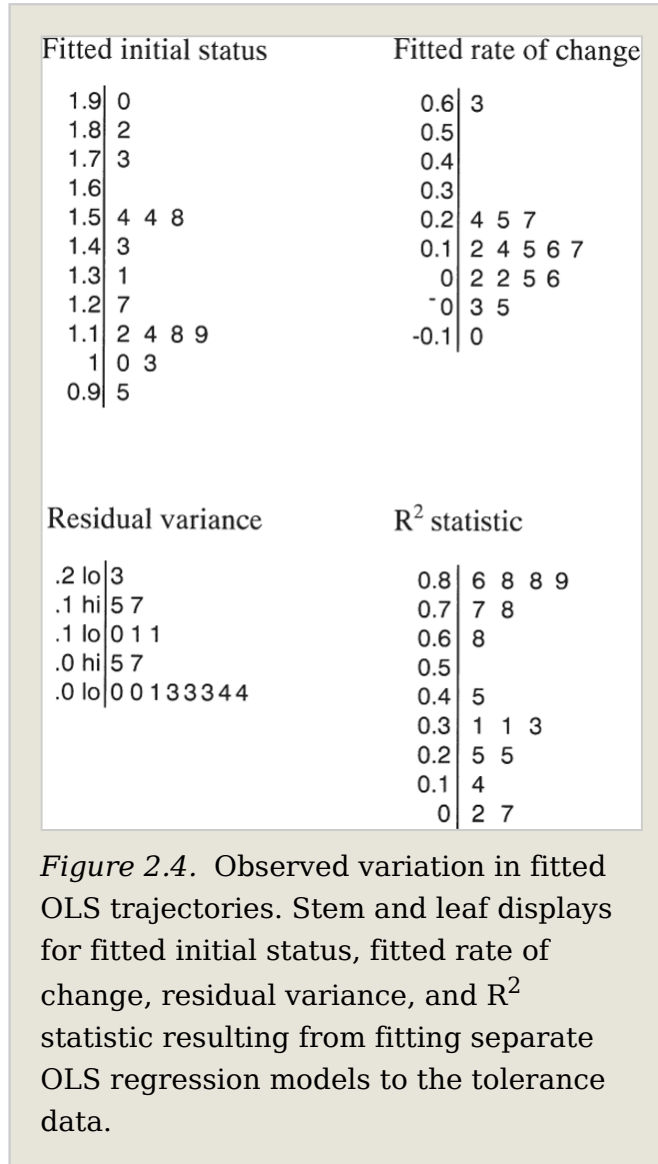 Fitted initial status
1.9 0
1.8 2
1.7 3
1.6
1.5 4 4 8
1.4 3
1.3 1
1.2 7
1.1 2 4 8 9
1 0 3
0.9 5
Fitted rate of change
0.6 3
0.5
0.4
0.3
0.2 4 5 7
0.1 2 4 5 6 7
0 2 2 5 6
-0 3 5
-0.1 0
Residual variance
.2 lo 3
.1 hi 5 7
.1 lo 0 1 1
.0 hi 5 7
.0 lo 0 0 1 3 3 3 4 4
R² statistic
0.8 6 8 8 9
0.7 7 8
0.6 8
0.5
0.4 5
0.3 1 1 3
0.2 5 5
0.1 4
0 2 7
Figure 2.4. Observed variation in fitted
OLS trajectories. Stem and leaf displays
for fitted initial status, fitted rate of
change, residual variance, and R²
statistic resulting from fitting separate
OLS regression models to the tolerance
data.